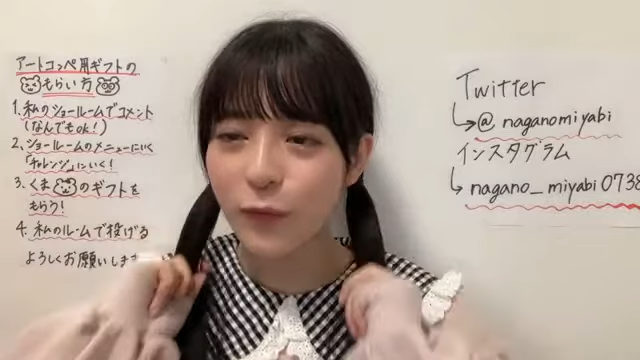 アートコンペ用ギフトの
もらい方
1. 私のショールームでコメント
(なんでもok!)
2. ショールームのメニューにいく
「チャレンジ」にいく!
3. くまのギフトを
もらう!
4. 私のルームで投げる
よろしくお願いしま
Twitter
@naganomiyabi
インスタグラム
nagano_miyabi0738